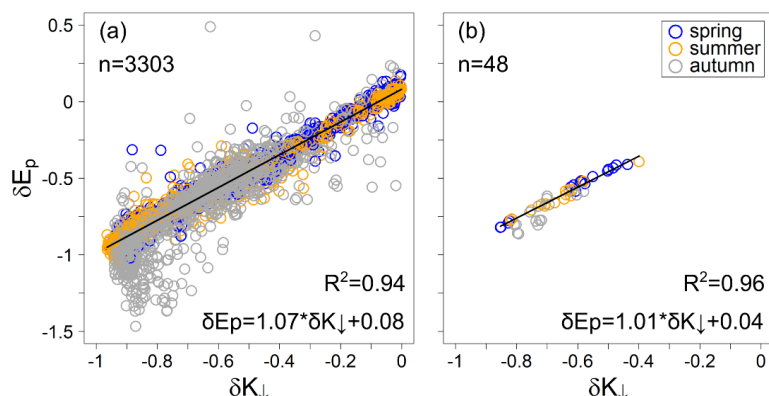 (a)
n=3303
R²=0.94
δEp=1.07*δK↓+0.08
δEₚ
0.5
0
-0.5
-1
-1.5
-1 -0.8 -0.6 -0.4 -0.2 0
δK↓
(b)
n=48
spring
summer
autumn
R²=0.96
δEp=1.01*δK↓+0.04
-1 -0.8 -0.6 -0.4 -0.2 0
δK↓